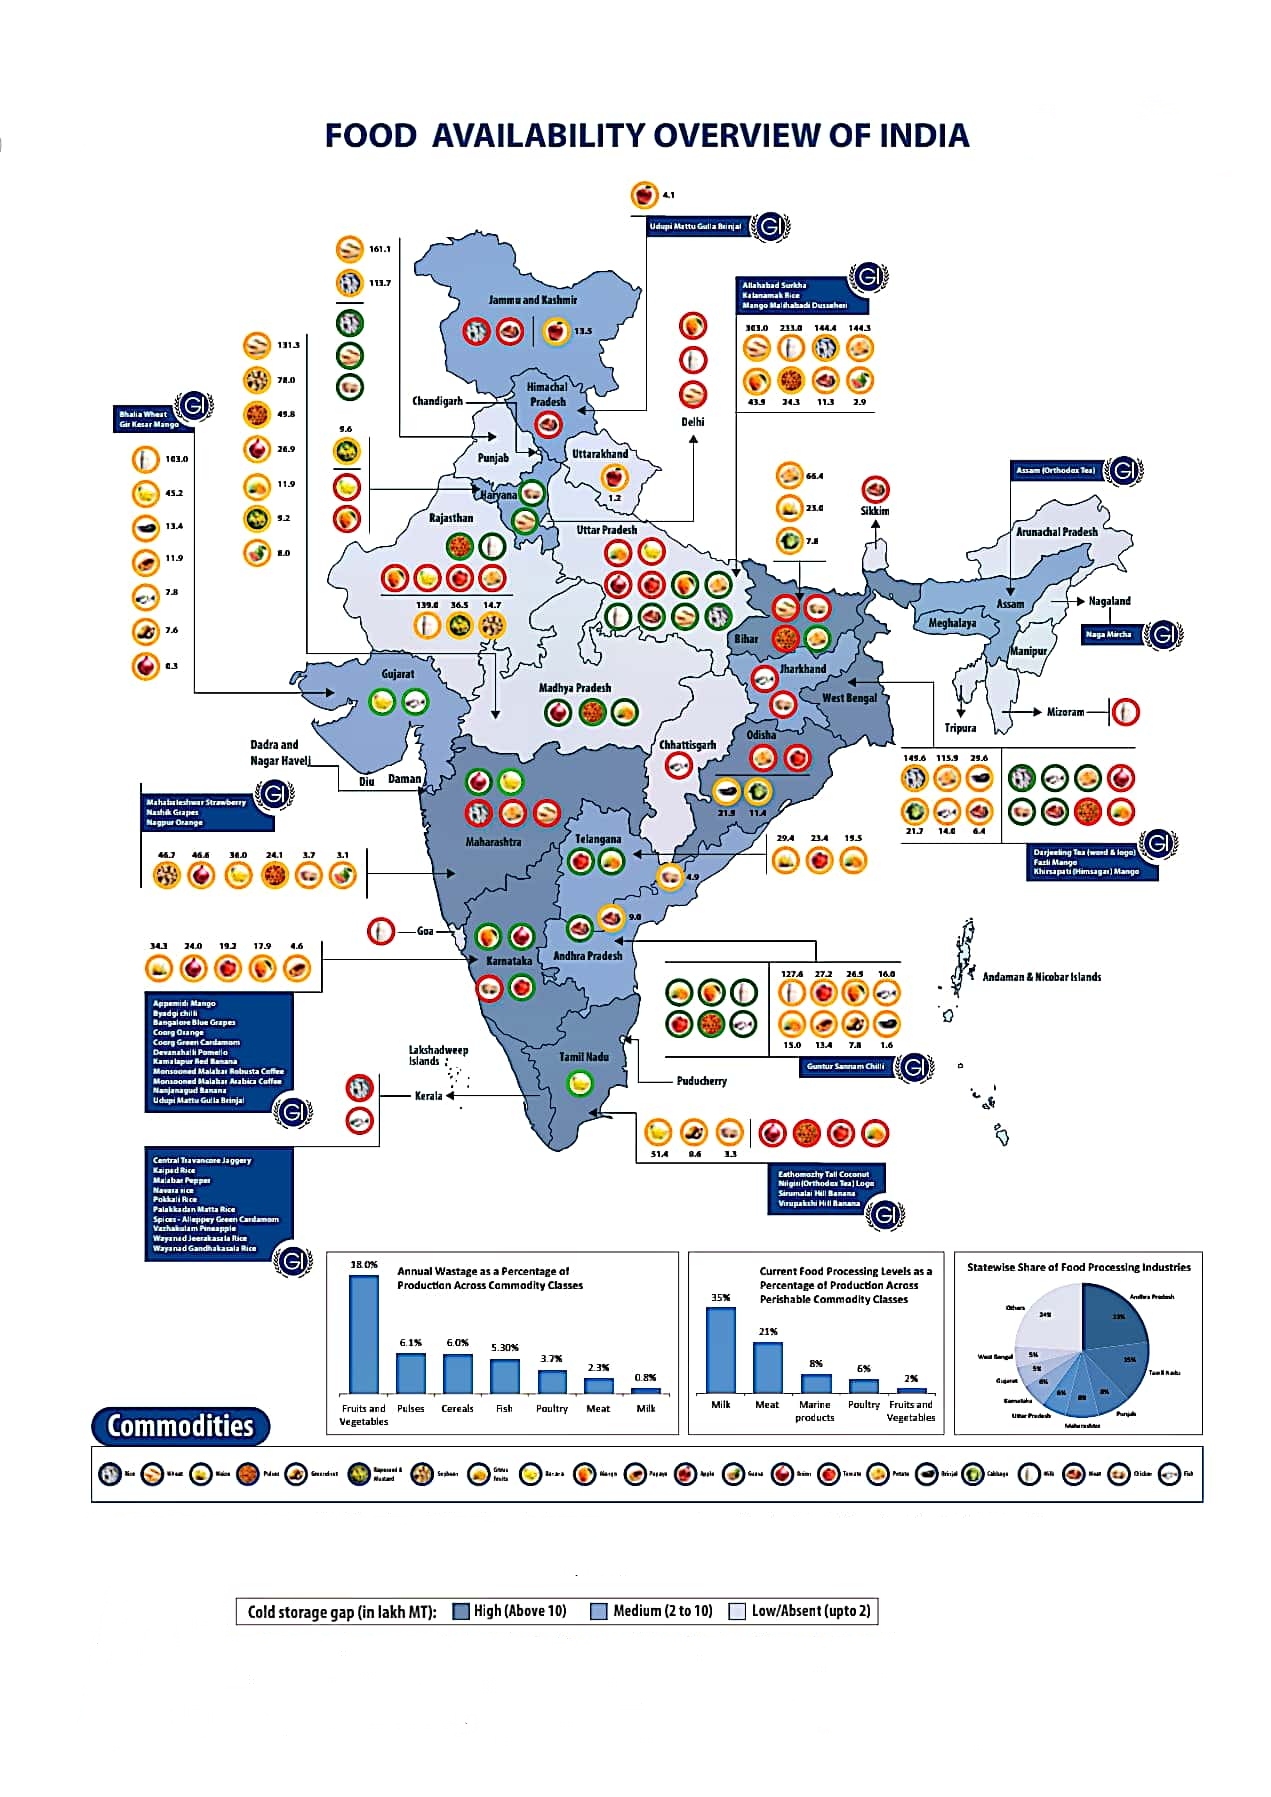 FOOD AVAILABILITY OVERVIEW OF INDIA
4.1
Udupi Mattu Gulla Brinjal
GI
161.1
113.7
Jammu and Kashmir
13.5
Allahabad Surkha
Kalanamak Rice
Mango Malihabadi Dusseheri
GI
303.0 233.0 144.4 144.3
43.9 24.3 11.3 2.9
131.3
78.0
49.8
26.9
11.9
9.2
8.0
Himachal
Pradesh
Chandigarh
Delhi
Bhalia Wheat
Gir Kesar Mango
GI
103.0
45.2
13.4
11.9
7.8
7.6
6.3
9.6
Punjab
Uttarakhand
1.2
Haryana
Rajasthan
139.0 36.5 14.7
Uttar Pradesh
66.4
23.0
7.8
Sikkim
Assam (Orthodox Tea)
GI
Arunachal Pradesh
Assam
Nagaland
Meghalaya
Naga Mircha
GI
Manipur
Bihar
Jharkhand
West Bengal
Mizoram
Tripura
Gujarat
Madhya Pradesh
Chhattisgarh
Odisha
21.9 11.4
149.6 115.9 29.6
21.7 14.0 6.4
Darjeeling Tea (word & logo)
Fazli Mango
Khirsapati (Himsagar) Mango
GI
Dadra and
Nagar Haveli
Diu
Daman
Mahabaleshwar Strawberry
Nashik Grapes
Nagpur Orange
GI
46.7 46.6 36.0 24.1 3.7 3.1
Maharashtra
Telangana
29.4 23.4 19.5
4.9
Goa
9.0
34.3 24.0 19.2 17.9 4.6
Karnataka
Andhra Pradesh
Appemidi Mango
Byadgi chilli
Bangalore Blue Grapes
Coorg Orange
Coorg Green Cardamom
Devanahalli Pomello
Kamalapur Red Banana
Monsooned Malabar Robusta Coffee
Monsooned Malabar Arabica Coffee
Nanjanagud Banana
Udupi Mattu Gulla Brinjal
GI
127.6 27.2 26.9 16.0
15.0 13.4 7.8 1.6
Guntur Sannam Chilli
GI
Andaman & Nicobar Islands
Lakshadweep
Islands
Tamil Nadu
Puducherry
Kerala
51.4 8.6 3.3
Eathomozhy Tall Coconut
Nilgiri(Orthodox Tea) Logo
Sirumalai Hill Banana
Virupakshi Hill Banana
GI
Central Travancore Jaggery
Kaipad Rice
Malabar Pepper
Navara rice
Pokkali Rice
Palakkadan Matta Rice
Spices - Alleppey Green Cardamom
Vazhakulam Pineapple
Wayanad Jeerakasala Rice
Wayanad Gandhakasala Rice
GI
Annual Wastage as a Percentage of
Production Across Commodity Classes
18.0%
6.1%
6.0%
5.30%
3.7%
2.3%
0.8%
Fruits and
Vegetables
Pulses
Cereals
Fish
Poultry
Meat
Milk
Current Food Processing Levels as a
Percentage of Production Across
Perishable Commodity Classes
35%
21%
8%
6%
2%
Milk
Meat
Marine
products
Poultry
Fruits and
Vegetables
Statewise Share of Food Processing Industries
Andhra Pradesh
Tamil Nadu
15%
Punjab
8%
Maharashtra
8%
Uttar Pradesh
6%
Karnataka
6%
Gujarat
5%
West Bengal
5%
Others
24%
Commodities
Rice
Wheat
Maize
Pulses
Rapeseed &
Mustard
Soybean
Citrus
fruits
Banana
Mango
Papaya
Apple
Guava
Onion
Tomato
Potato
Brinjal
Cabbage
Milk
Meat
Chicken
Fish
Cold storage gap (in lakh MT):
High (Above 10)
Medium (2 to 10)
Low/Absent (upto 2)